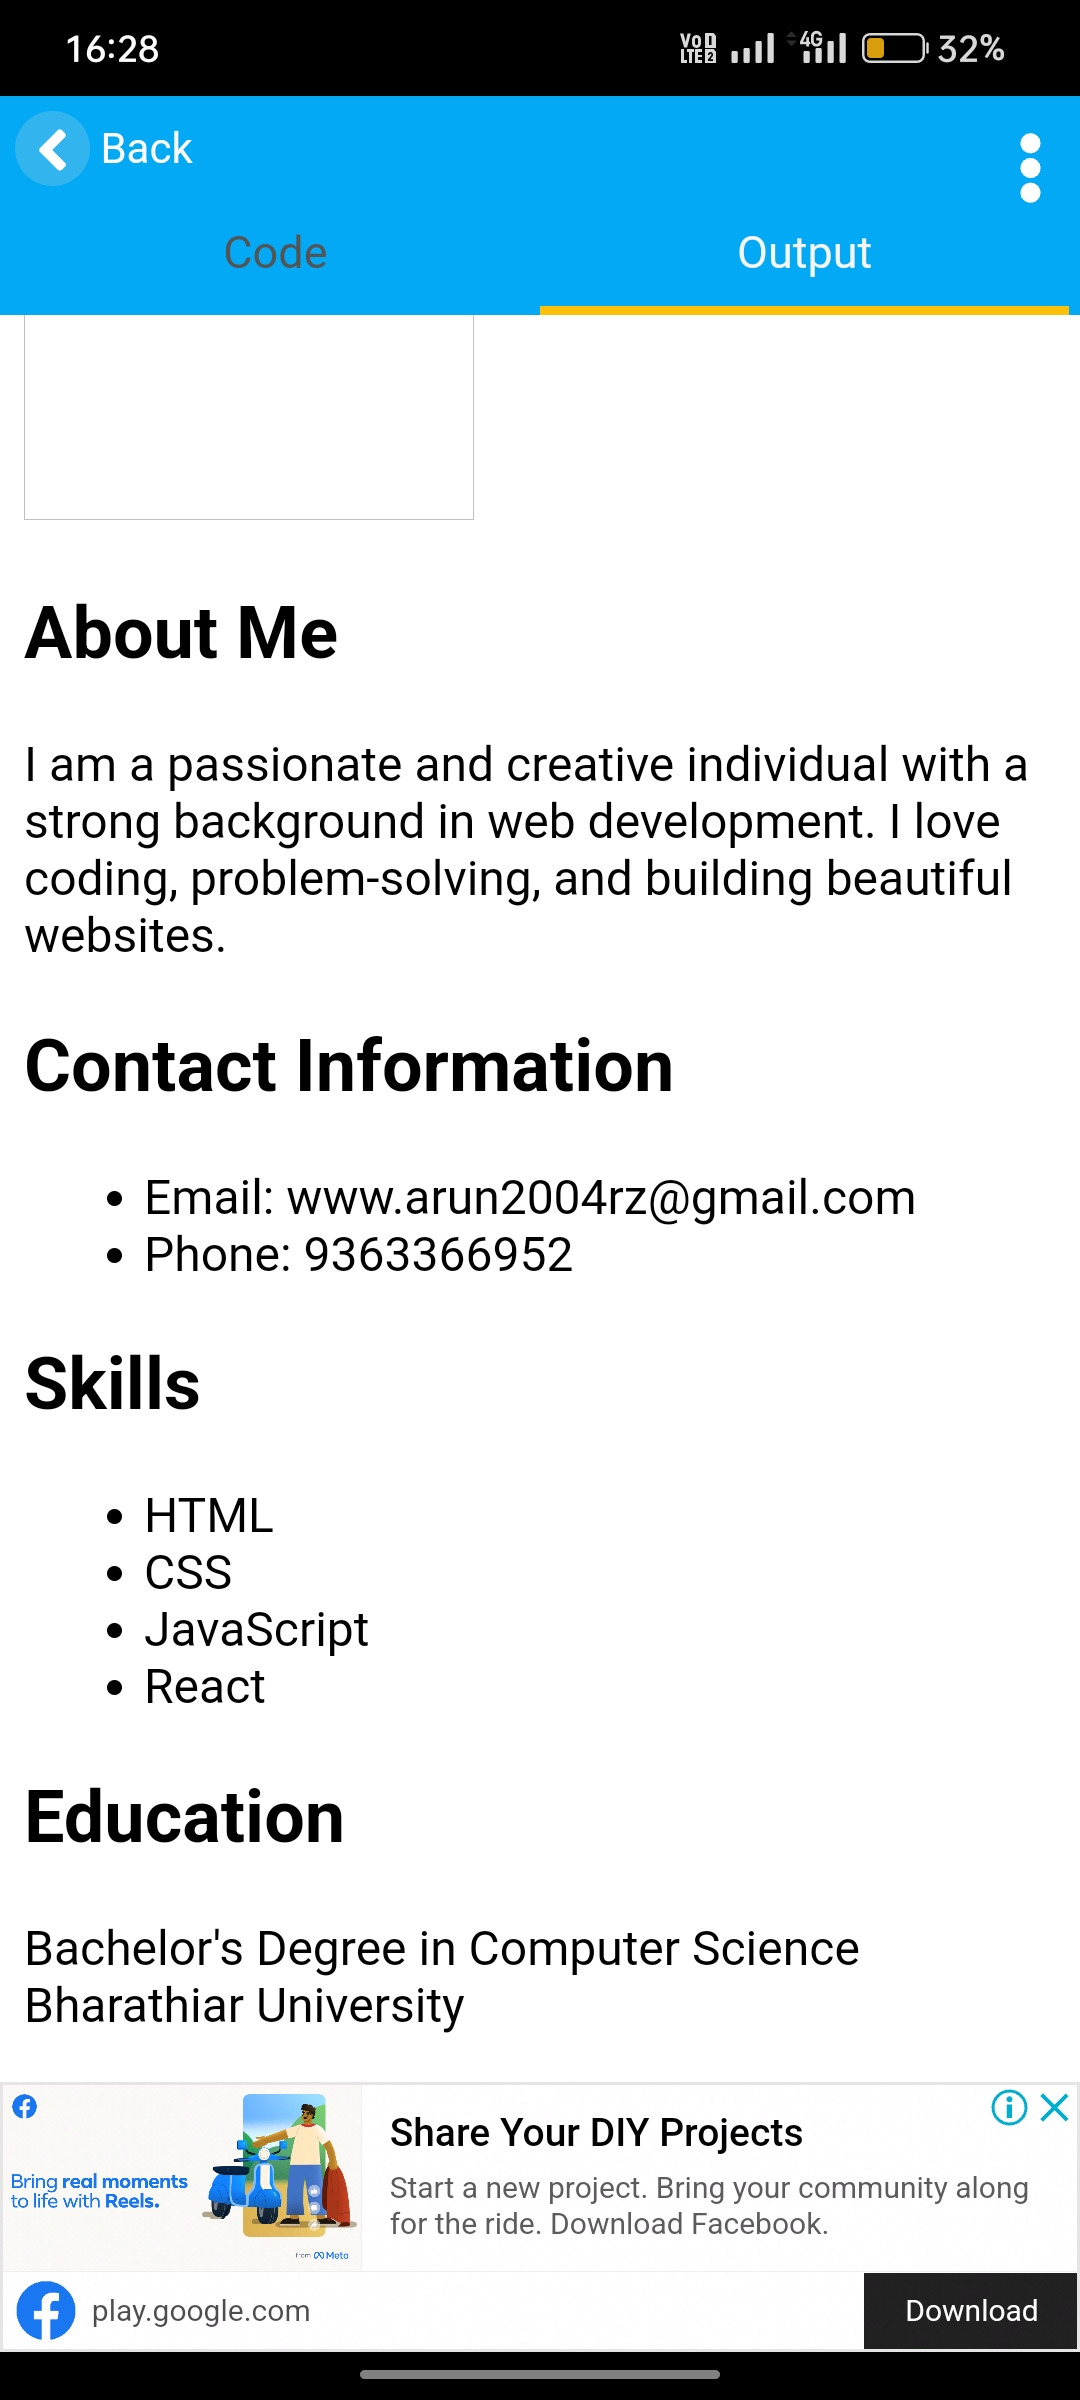 16:28
VoD LTE 2 4G 32%
Back
Code Output
About Me
I am a passionate and creative individual with a
strong background in web development. I love
coding, problem-solving, and building beautiful
websites.
Contact Information
Email: www.arun2004rz@gmail.com
Phone: 9363366952
Skills
HTML
CSS
JavaScript
React
Education
Bachelor's Degree in Computer Science
Bharathiar University
Bring real moments
to life with Reels.
from Meta
Share Your DIY Projects
Start a new project. Bring your community along
for the ride. Download Facebook.
play.google.com
Download